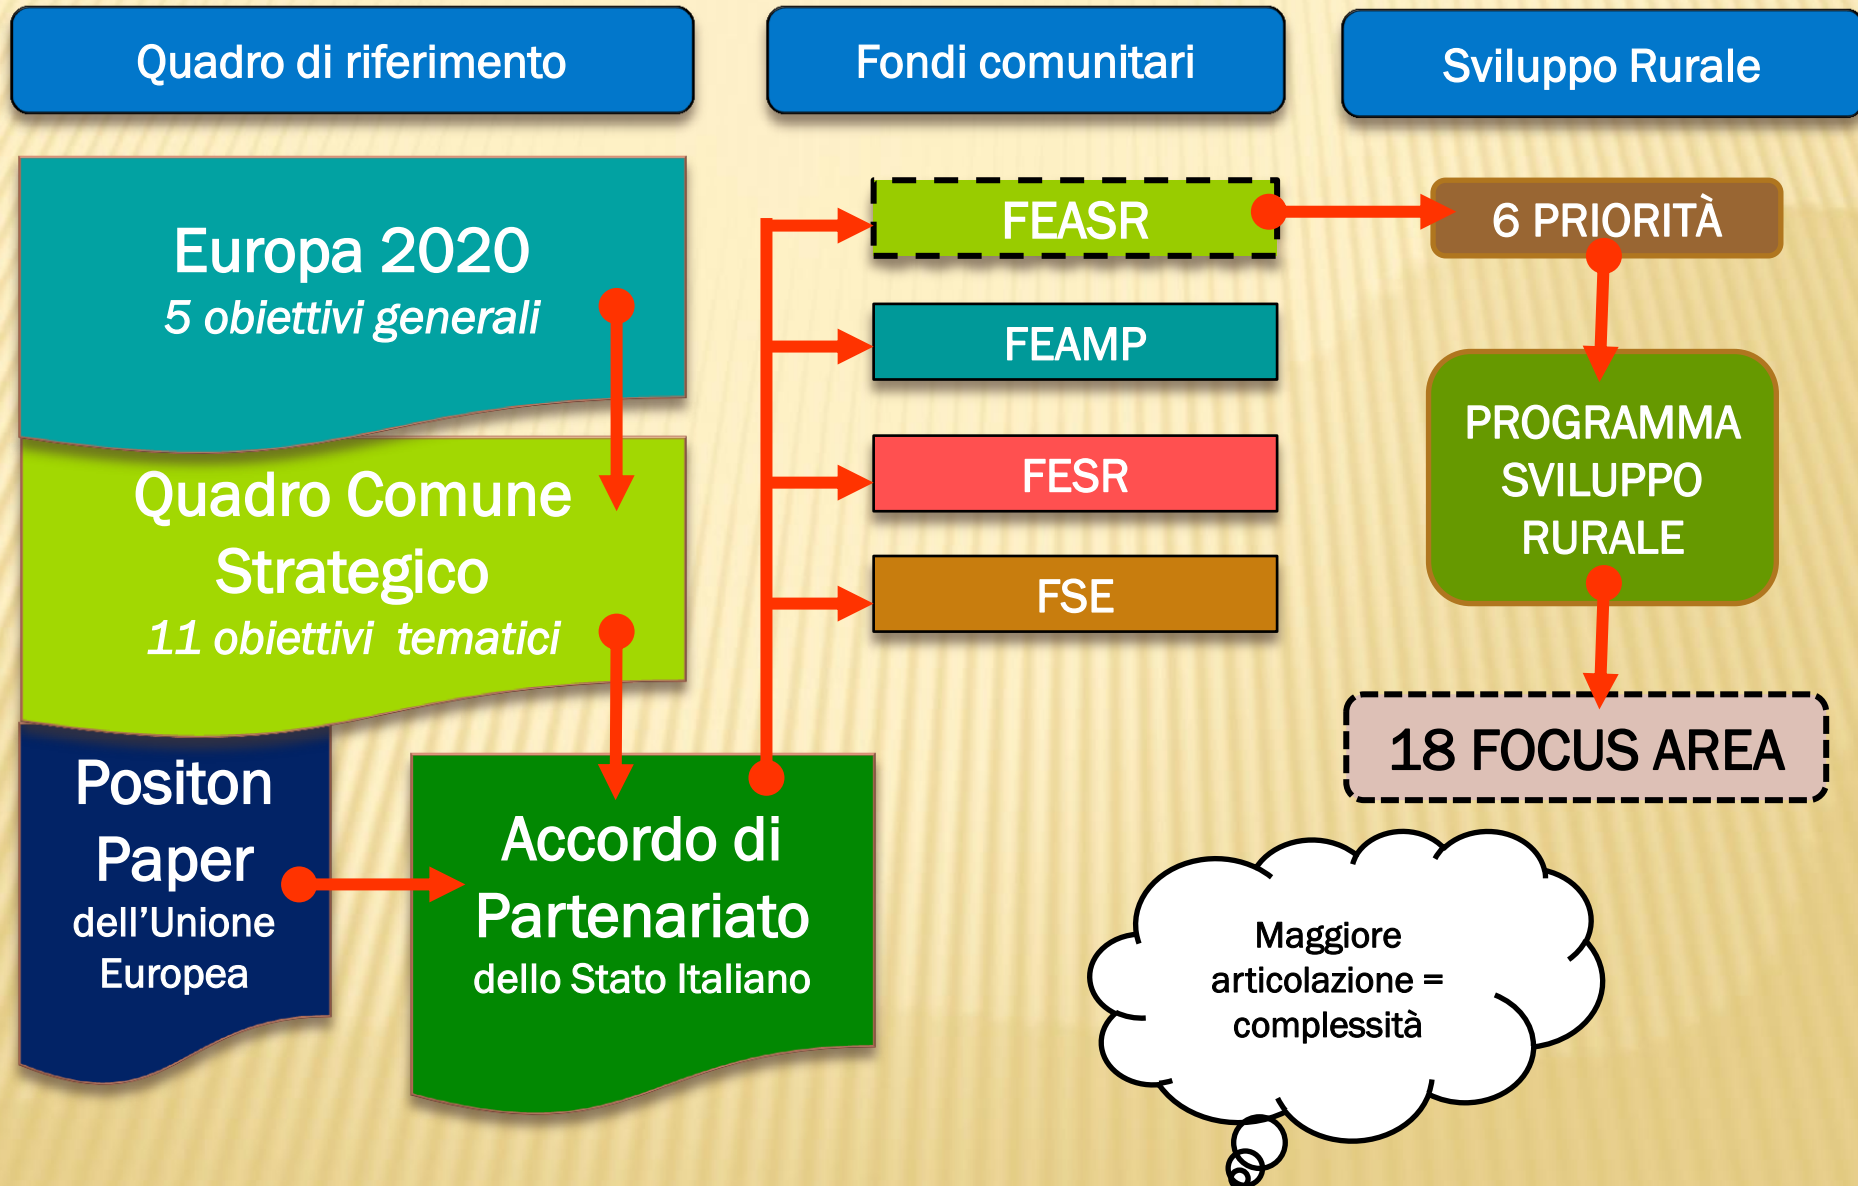 Quadro di riferimento
Fondi comunitari
Sviluppo Rurale
Europa 2020
5 obiettivi generali
Quadro Comune
Strategico
11 obiettivi tematici
Positon
Paper
dell'Unione
Europea
Accordo di
Partenariato
dello Stato Italiano
FEASR
FEAMP
FESR
FSE
6 PRIORITÀ
PROGRAMMA
SVILUPPO
RURALE
18 FOCUS AREA
Maggiore
articolazione =
complessità